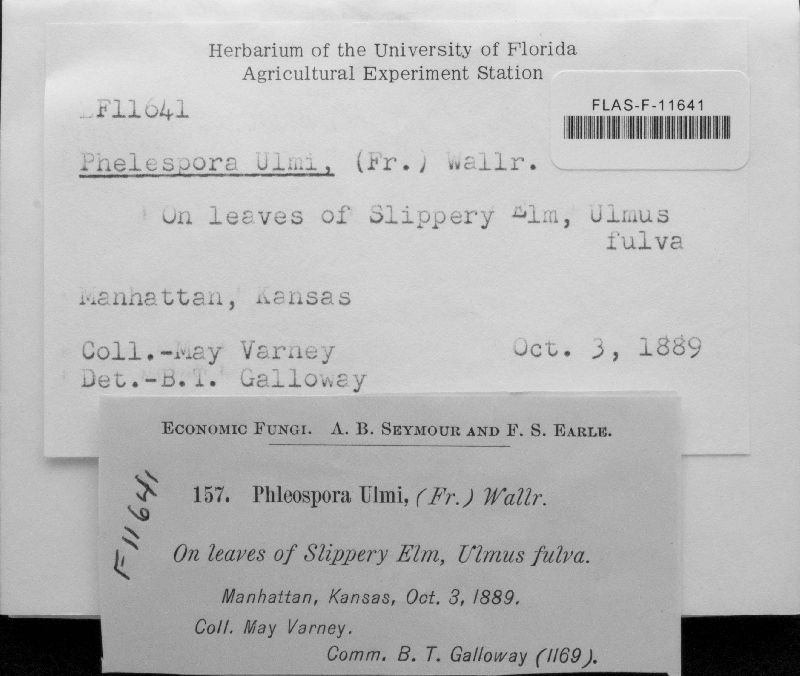 Herbarium of the University of Florida
Agricultural Experiment Station
F11641
FLAS-F-11641
Phelespora Ulmi, (Fr.) Wallr.
On leaves of Slippery Elm, Ulmus
fulva
Manhattan, Kansas
Coll.-May Varney Oct. 3, 1889
Det.-B.T. Galloway
ECONOMIC FUNGI. A. B. SEYMOUR AND F. S. EARLE.
F11641
157. Phleospora Ulmi, (Fr.) Wallr.
On leaves of Slippery Elm, Ulmus fulva.
Manhattan, Kansas, Oct. 3, 1889.
Coll. May Varney.
Comm. B. T. Galloway (1169).